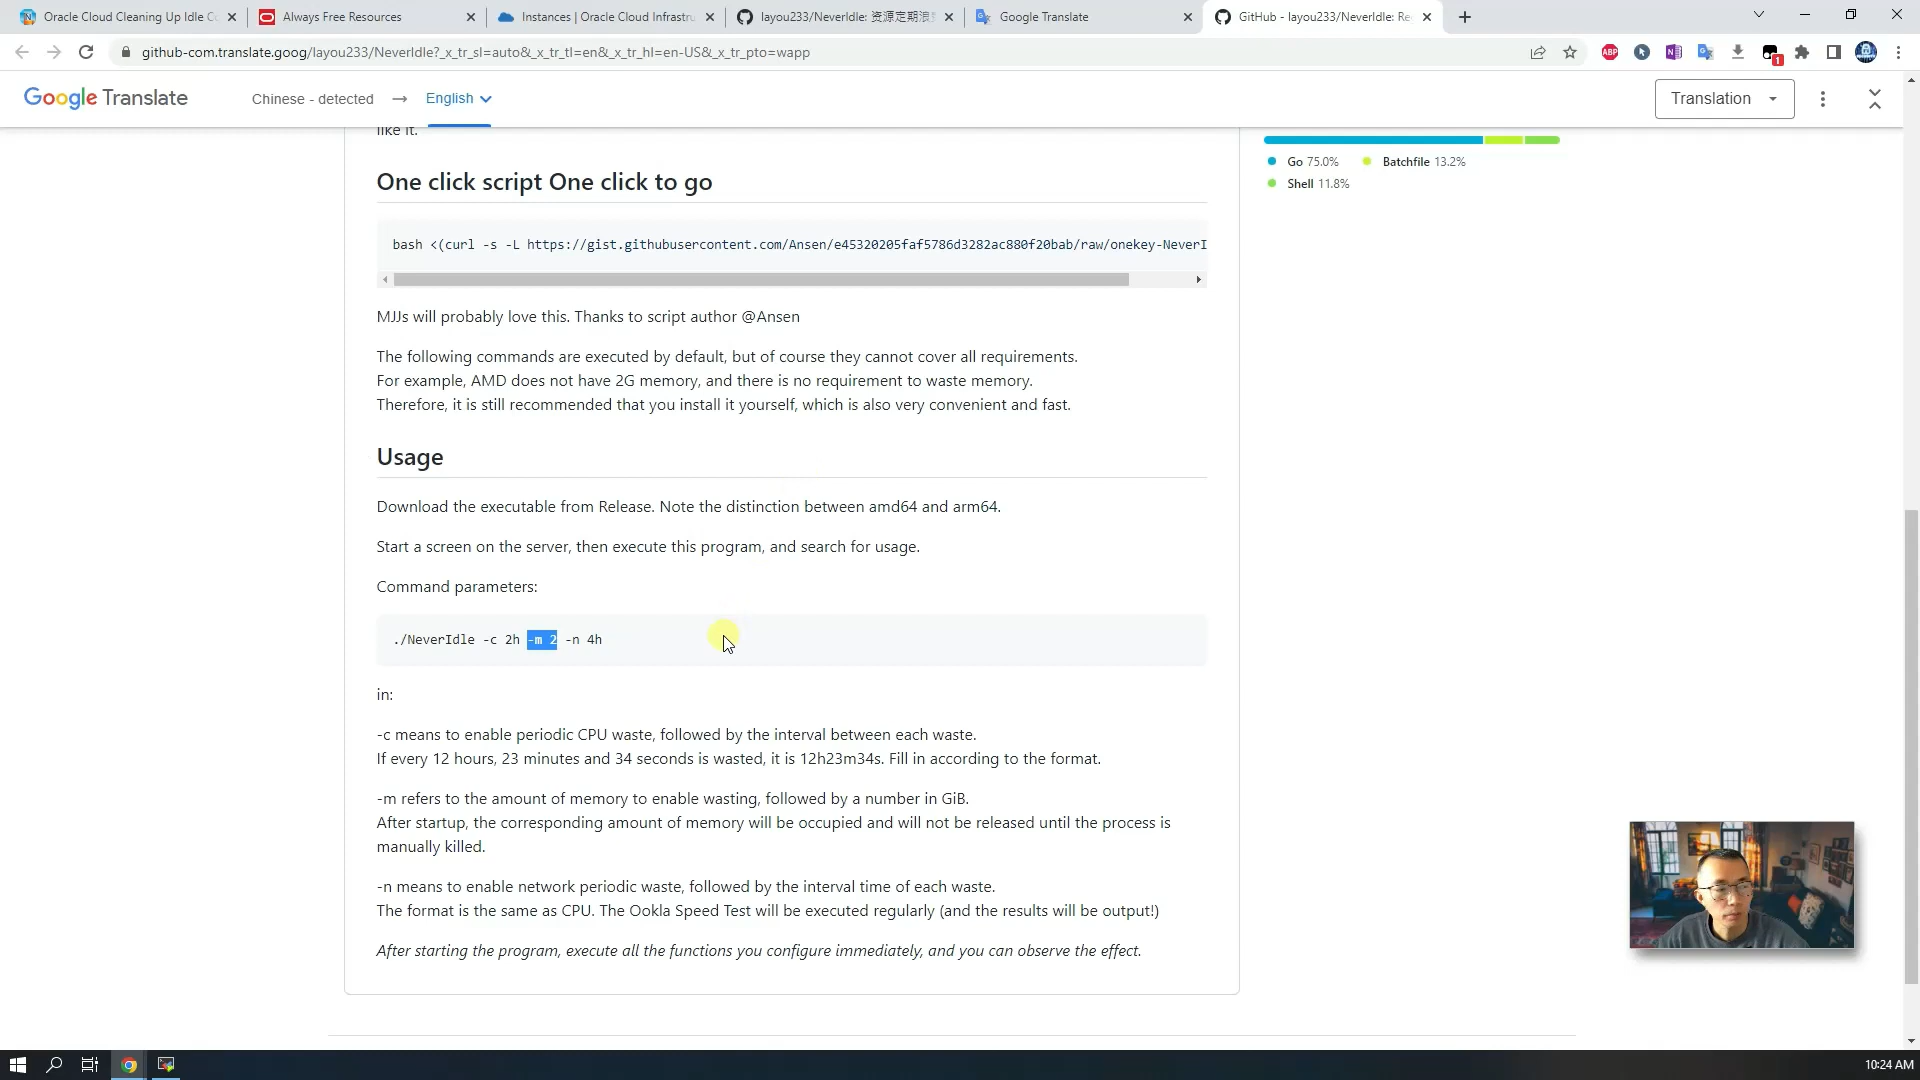 Oracle Cloud Cleaning Up Idle Co
Always Free Resources
Instances | Oracle Cloud Infrastru
layou233/NeverIdle: 资源定期浪
Google Translate
GitHub - layou233/NeverIdle: Re
github-com.translate.goog/layou233/NeverIdle?_x_tr_sl=auto&_x_tr_tl=en&_x_tr_hl=en-US&_x_tr_pto=wapp
ABP
1
Google Translate
Chinese - detected
English
Translation
like it.
Go 75.0%
Batchfile 13.2%
Shell 11.8%
One click script One click to go
bash <(curl -s -L https://gist.githubusercontent.com/Ansen/e45320205faf5786d3282ac880f20bab/raw/onekey-NeverI
MJJs will probably love this. Thanks to script author @Ansen
The following commands are executed by default, but of course they cannot cover all requirements.
For example, AMD does not have 2G memory, and there is no requirement to waste memory.
Therefore, it is still recommended that you install it yourself, which is also very convenient and fast.
Usage
Download the executable from Release. Note the distinction between amd64 and arm64.
Start a screen on the server, then execute this program, and search for usage.
Command parameters:
./NeverIdle -c 2h -m 2 -n 4h
in:
-c means to enable periodic CPU waste, followed by the interval between each waste.
If every 12 hours, 23 minutes and 34 seconds is wasted, it is 12h23m34s. Fill in according to the format.
-m refers to the amount of memory to enable wasting, followed by a number in GiB.
After startup, the corresponding amount of memory will be occupied and will not be released until the process is
manually killed.
-n means to enable network periodic waste, followed by the interval time of each waste.
The format is the same as CPU. The Ookla Speed Test will be executed regularly (and the results will be output!)
After starting the program, execute all the functions you configure immediately, and you can observe the effect.
10:24 AM